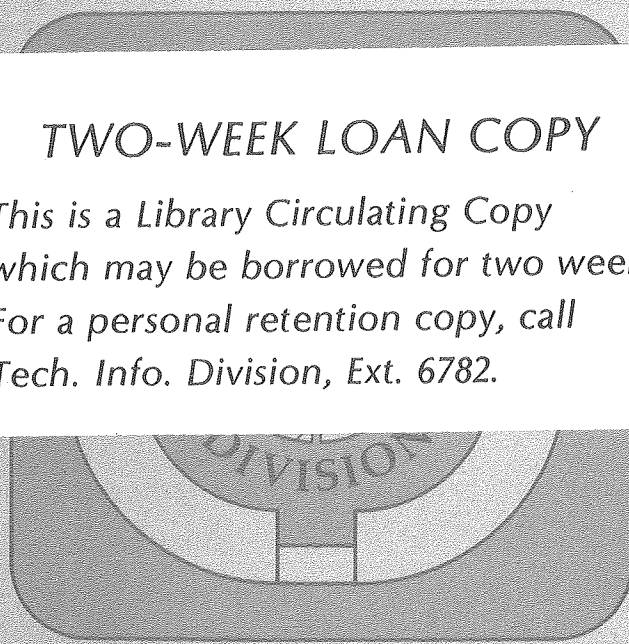 TWO-WEEK LOAN COPY
This is a Library Circulating Copy
which may be borrowed for two wee
For a personal retention copy, call
Tech. Info. Division, Ext. 6782.
DIVISION